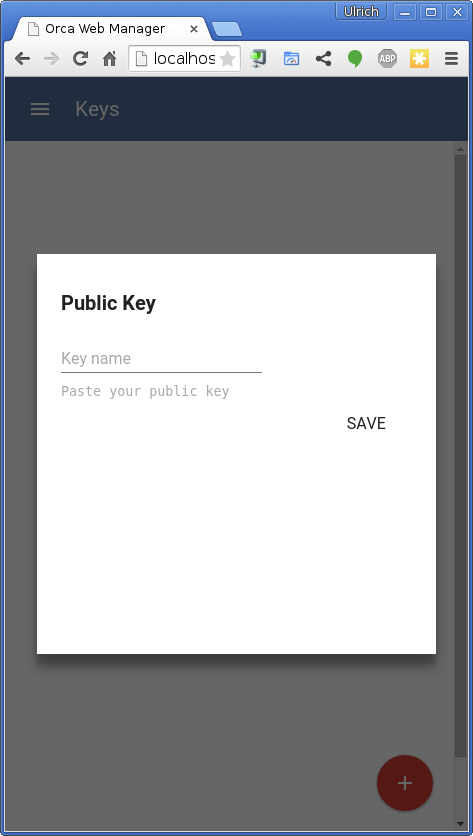 Ulrich
Orca Web Manager
localhos
ABP
Keys
Public Key
Key name
Paste your public key
SAVE